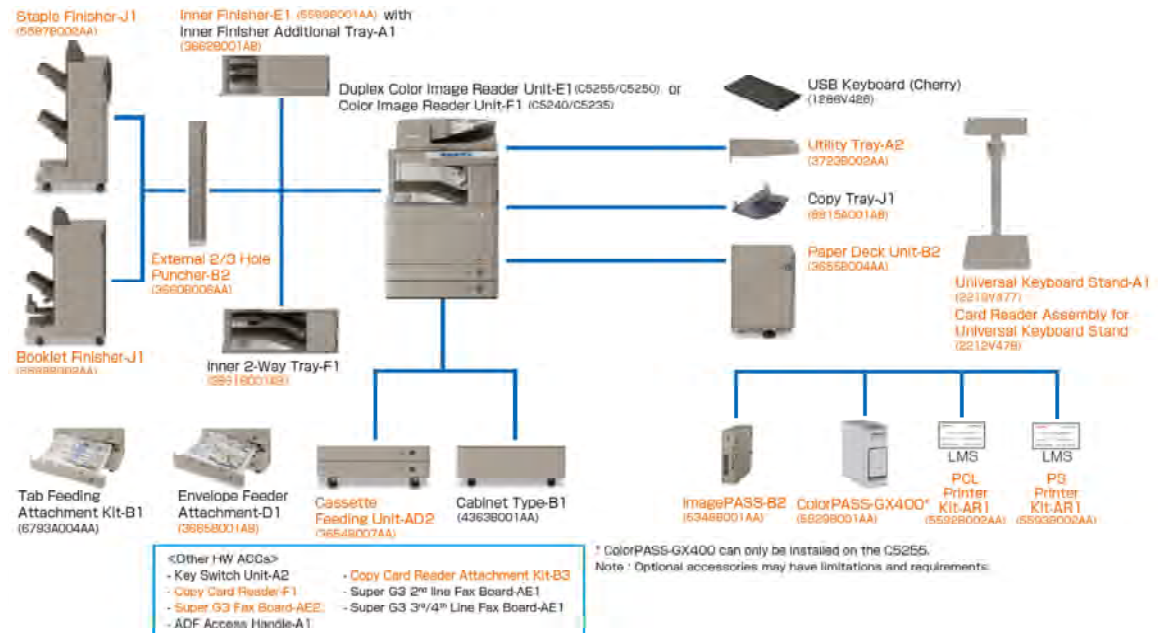 Staple Finisher-J1
(5587B002AA)
Inner Finisher-E1 (5589B001AA) with
Inner Finisher Additional Tray-A1
(3662B001AB)
Duplex Color Image Reader Unit-E1 (C5255/C5250) or
Color Image Reader Unit-F1 (C5240/C5235)
USB Keyboard (Cherry)
(1266V426)
Utility Tray-A2
(3723B002AA)
Copy Tray-J1
(8815A001AB)
Paper Deck Unit-B2
(3655B004AA)
External 2/3 Hole
Puncher-B2
(3660B006AA)
Universal Keyboard Stand-A1
(2219V477)
Card Reader Assembly for
Universal Keyboard Stand
(2212V478)
Booklet Finisher-J1
Inner 2-Way Tray-F1
Tab Feeding
Attachment Kit-B1
(6793A004AA)
Envelope Feeder
Attachment-D1
(3665B001AB)
Cassette
Feeding Unit-AD2
(3654B007AA)
Cabinet Type-B1
(4363B001AA)
ImagePASS-B2
(5348B001AA)
ColorPASS-GX400*
(5829B001AA)
LMS
PCL
Printer
Kit-AR1
(5592B002AA)
LMS
PS
Printer
Kit-AR1
(5593B002AA)
<Other HW ACCs>
- Key Switch Unit-A2
- Copy Card Reader-F1
- Super G3 Fax Board-AE2
- ADF Access Handle-A1
- Copy Card Reader Attachment Kit-B3
- Super G3 2nd line Fax Board-AE1
- Super G3 3rd/4th Line Fax Board-AE1
* ColorPASS-GX400 can only be installed on the C5255.
Note : Optional accessories may have limitations and requirements.